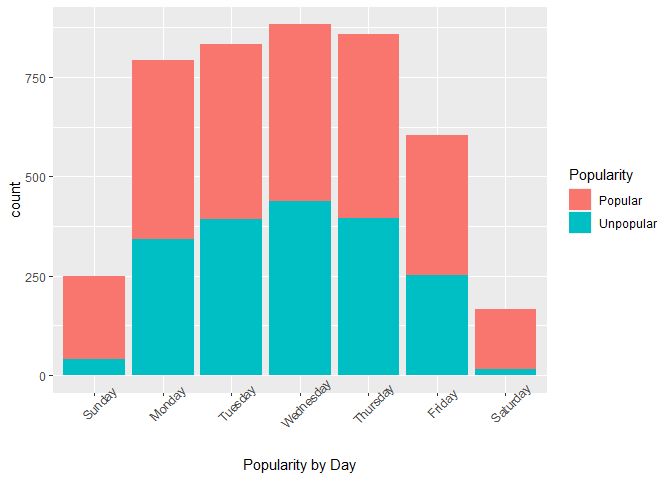 750
500
250
0
count
Sunday
Monday
Tuesday
Wednesday
Thursday
Friday
Saturday
Popularity by Day
Popularity
Popular
Unpopular